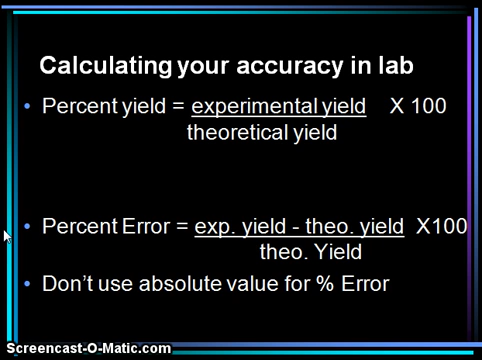 Calculating your accuracy in lab
• Percent yield = experimental yield X 100
theoretical yield
• Percent Error = exp. yield - theo. yield X100
theo. Yield
• Don't use absolute value for % Error
Screencast-O-Matic.com